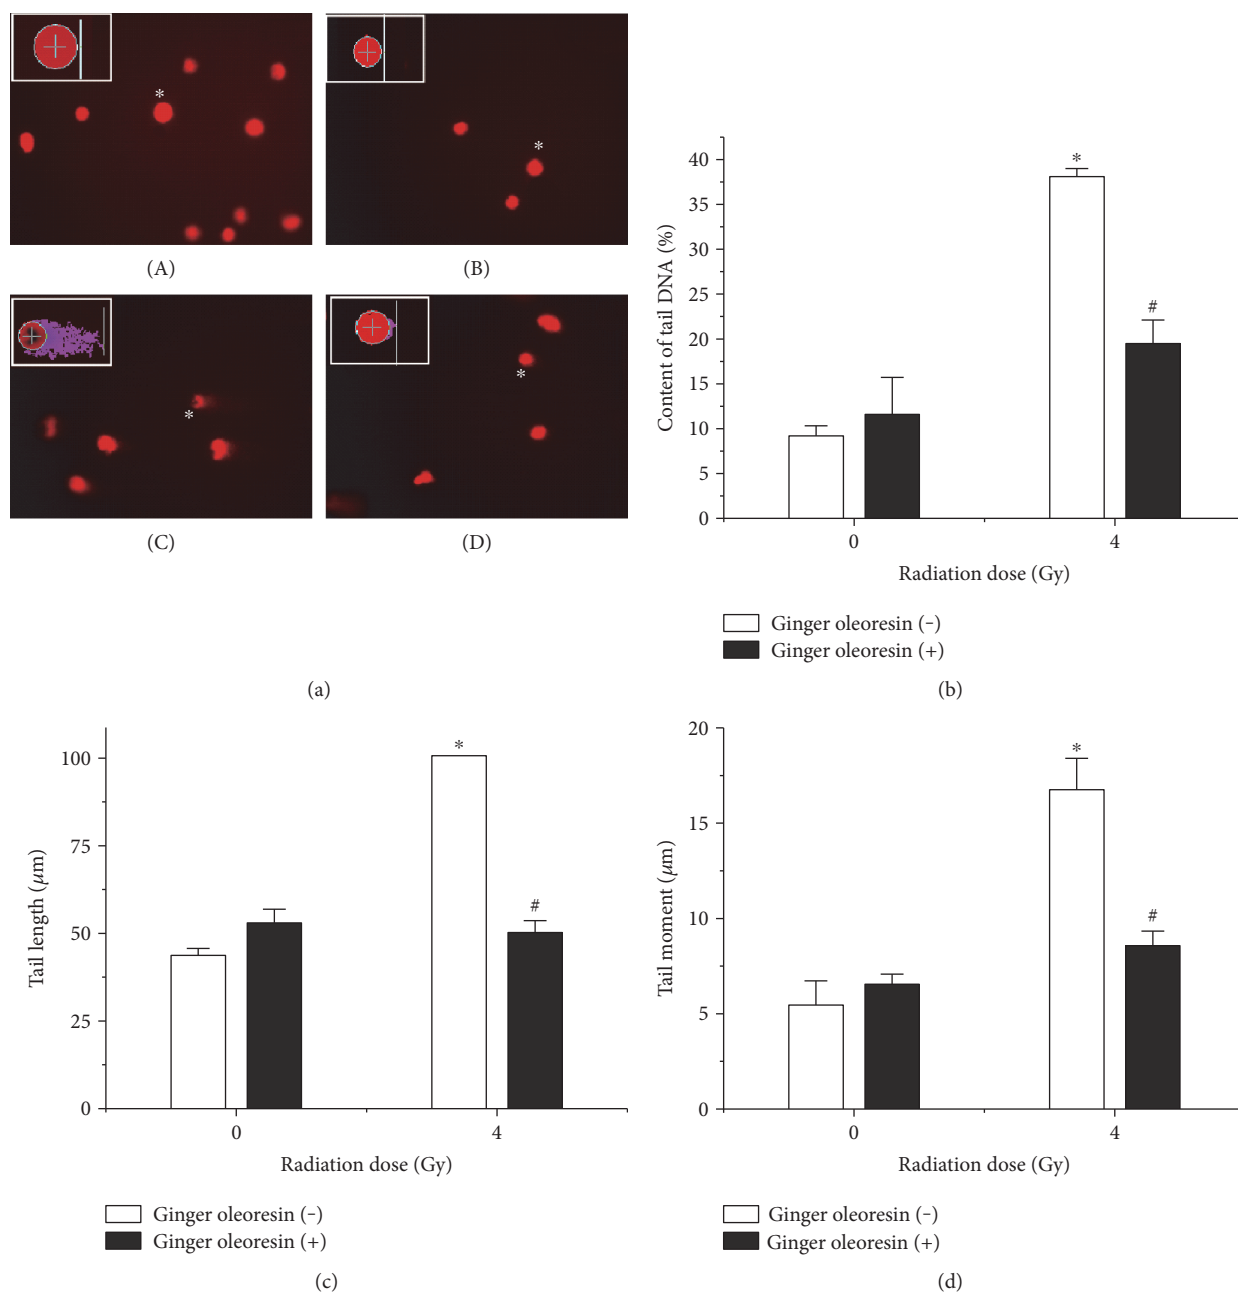 *
*
(A)
(B)
*
*
(C)
(D)
(a)
Content of tail DNA (%)
40
35
30
25
20
15
10
5
0
*
#
0
4
Radiation dose (Gy)
Ginger oleoresin (−)
Ginger oleoresin (+)
(b)
Tail length (μm)
100
75
50
25
0
*
#
0
4
Radiation dose (Gy)
Ginger oleoresin (−)
Ginger oleoresin (+)
(c)
Tail moment (μm)
20
15
10
5
0
*
#
0
4
Radiation dose (Gy)
Ginger oleoresin (−)
Ginger oleoresin (+)
(d)